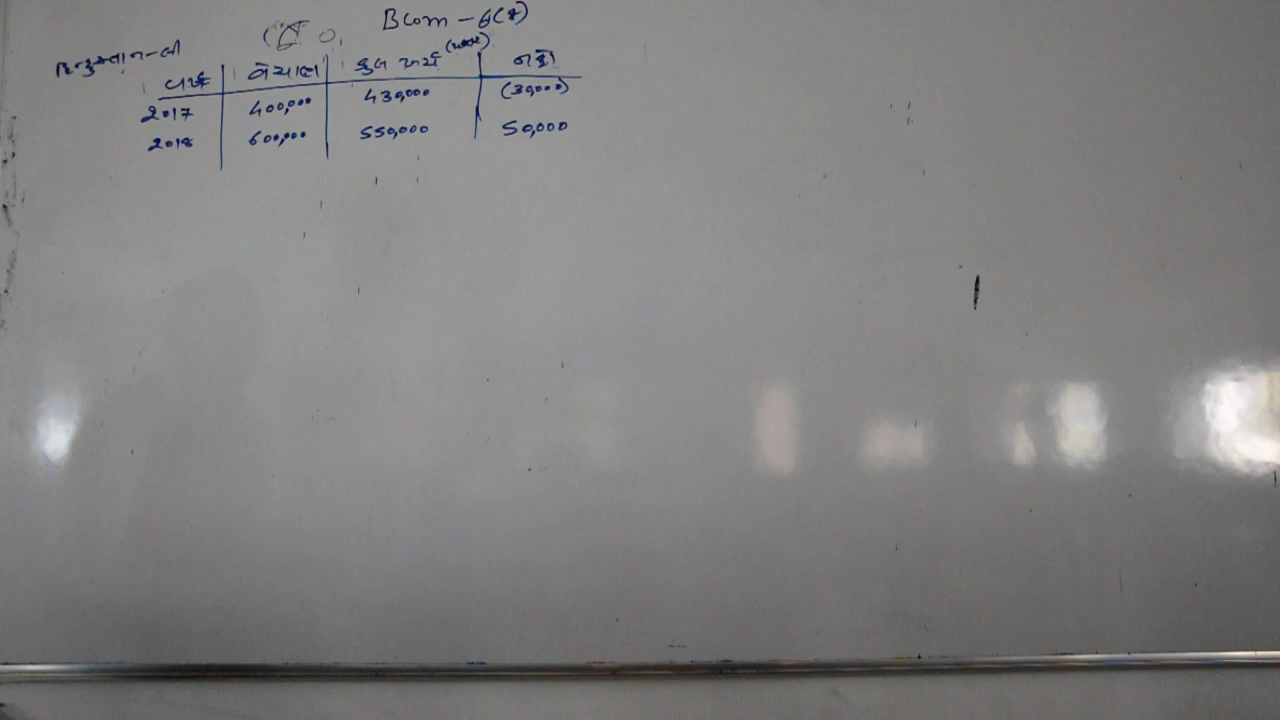 Bcom - 6(8)
હિન્દુસ્તાન-લી
વર્ષ વેચાણ કુલ ખર્ચ નફો
2017 400,000 430,000 (30,000)
2018 600,000 550,000 50,000